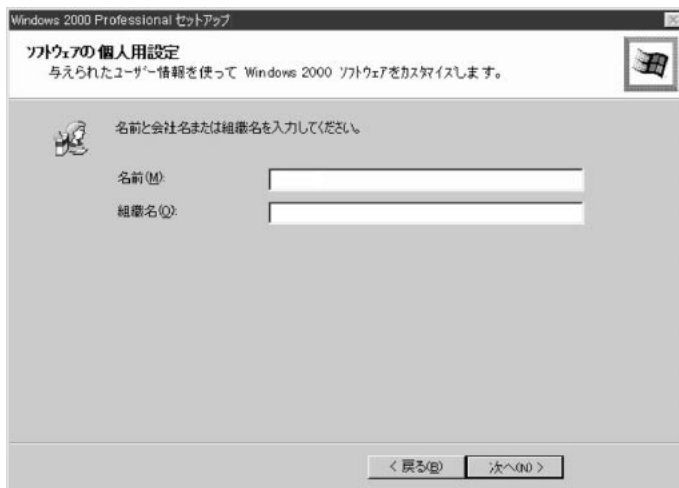 Windows 2000 Professional セットアップ
ソフトウェアの個人用設定
与えられたユーザー情報を使って Windows 2000 ソフトウェアをカスタマイズします。
名前と会社名または組織名を入力してください。
名前(M):
組織名(O):
< 戻る(B)
次へ(N) >